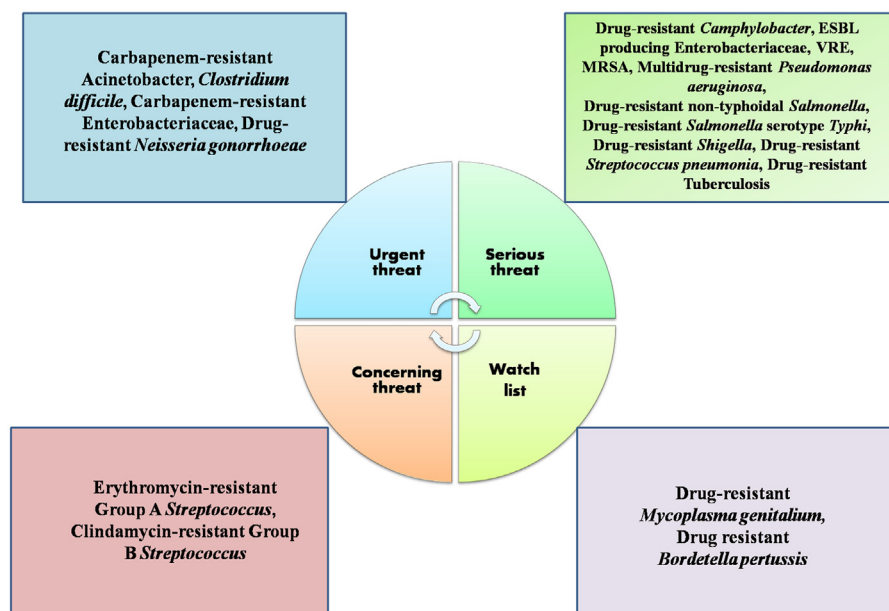 Carbapenem-resistant
Acinetobacter, Clostridium
difficile, Carbapenem-resistant
Enterobacteriaceae, Drug-
resistant Neisseria gonorrhoeae
Drug-resistant Camphylobacter, ESBL
producing Enterobacteriaceae, VRE,
MRSA, Multidrug-resistant Pseudomonas
aeruginosa,
Drug-resistant non-typhoidal Salmonella,
Drug-resistant Salmonella serotype Typhi,
Drug-resistant Shigella, Drug-resistant
Streptococcus pneumonia, Drug-resistant
Tuberculosis
Urgent
threat
Serious
threat
Concerning
threat
Watch
list
Erythromycin-resistant
Group A Streptococcus,
Clindamycin-resistant Group
B Streptococcus
Drug-resistant
Mycoplasma genitalium,
Drug resistant
Bordetella pertussis